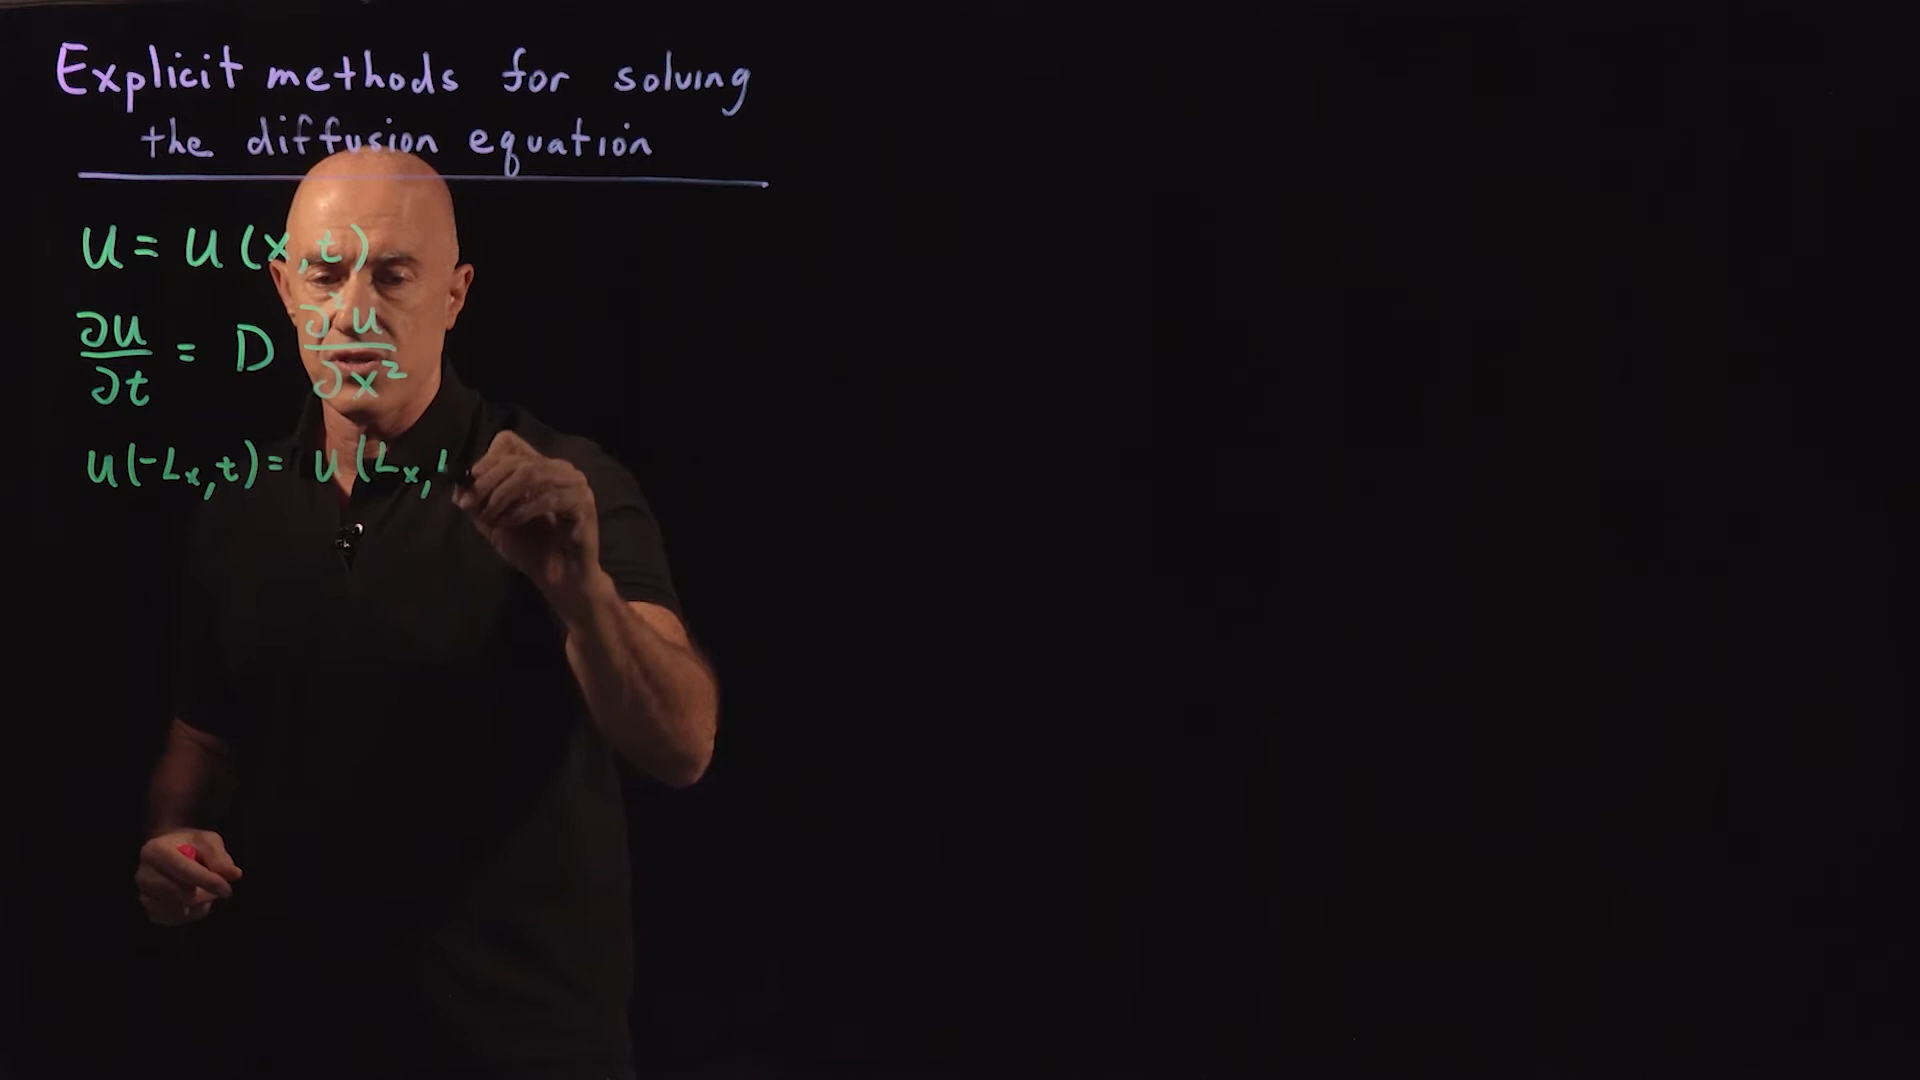 Explicit methods for solving
the diffusion equation
u = u(x,t)
∂u/∂t = D ∂²u/∂x²
u(-Lₓ,t) = u(Lₓ,